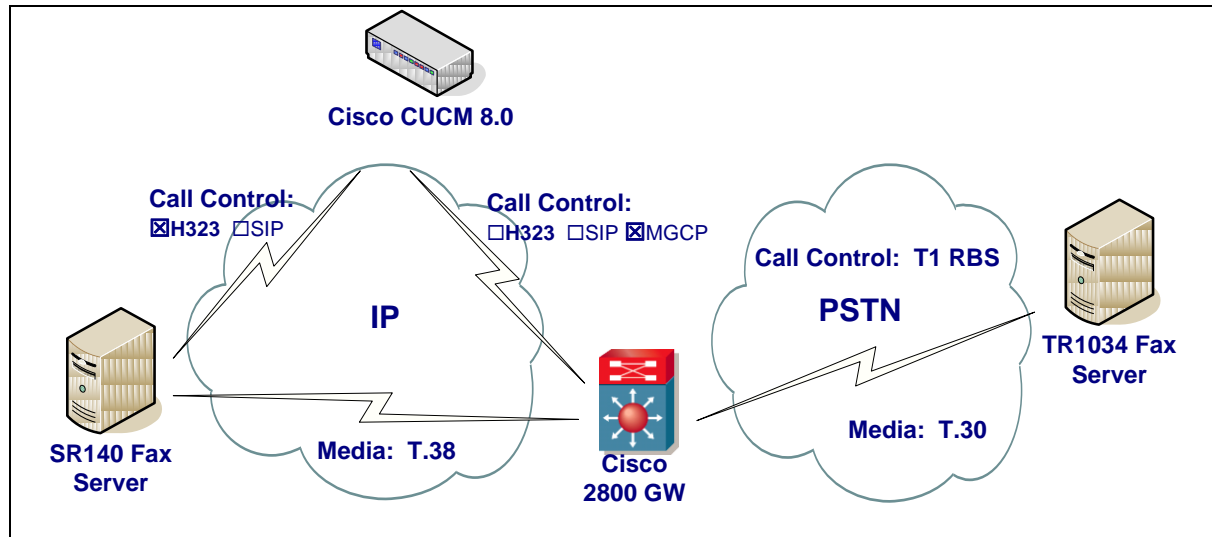 Cisco CUCM 8.0
Call Control:
☒H323 ☐SIP
Call Control:
☐H323 ☐SIP ☒MGCP
Call Control: T1 RBS
IP
PSTN
TR1034 Fax
Server
SR140 Fax
Server
Media: T.38
Cisco
2800 GW
Media: T.30